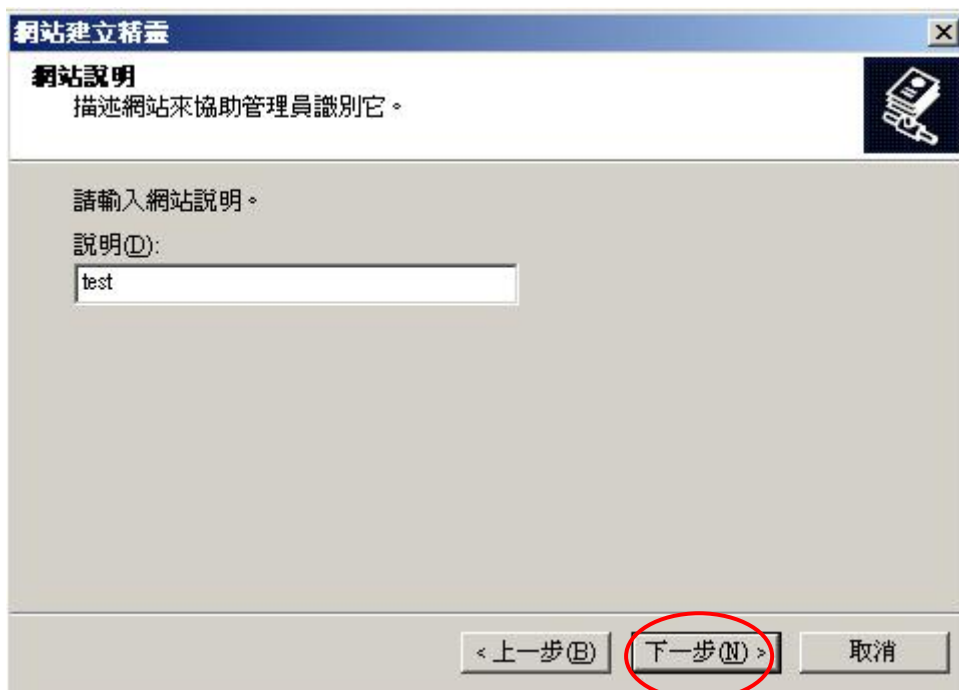 網站建立精靈
網站說明
描述網站來協助管理員識別它。
請輸入網站說明。
說明(D):
test
< 上一步(B)
下一步(N) >
取消